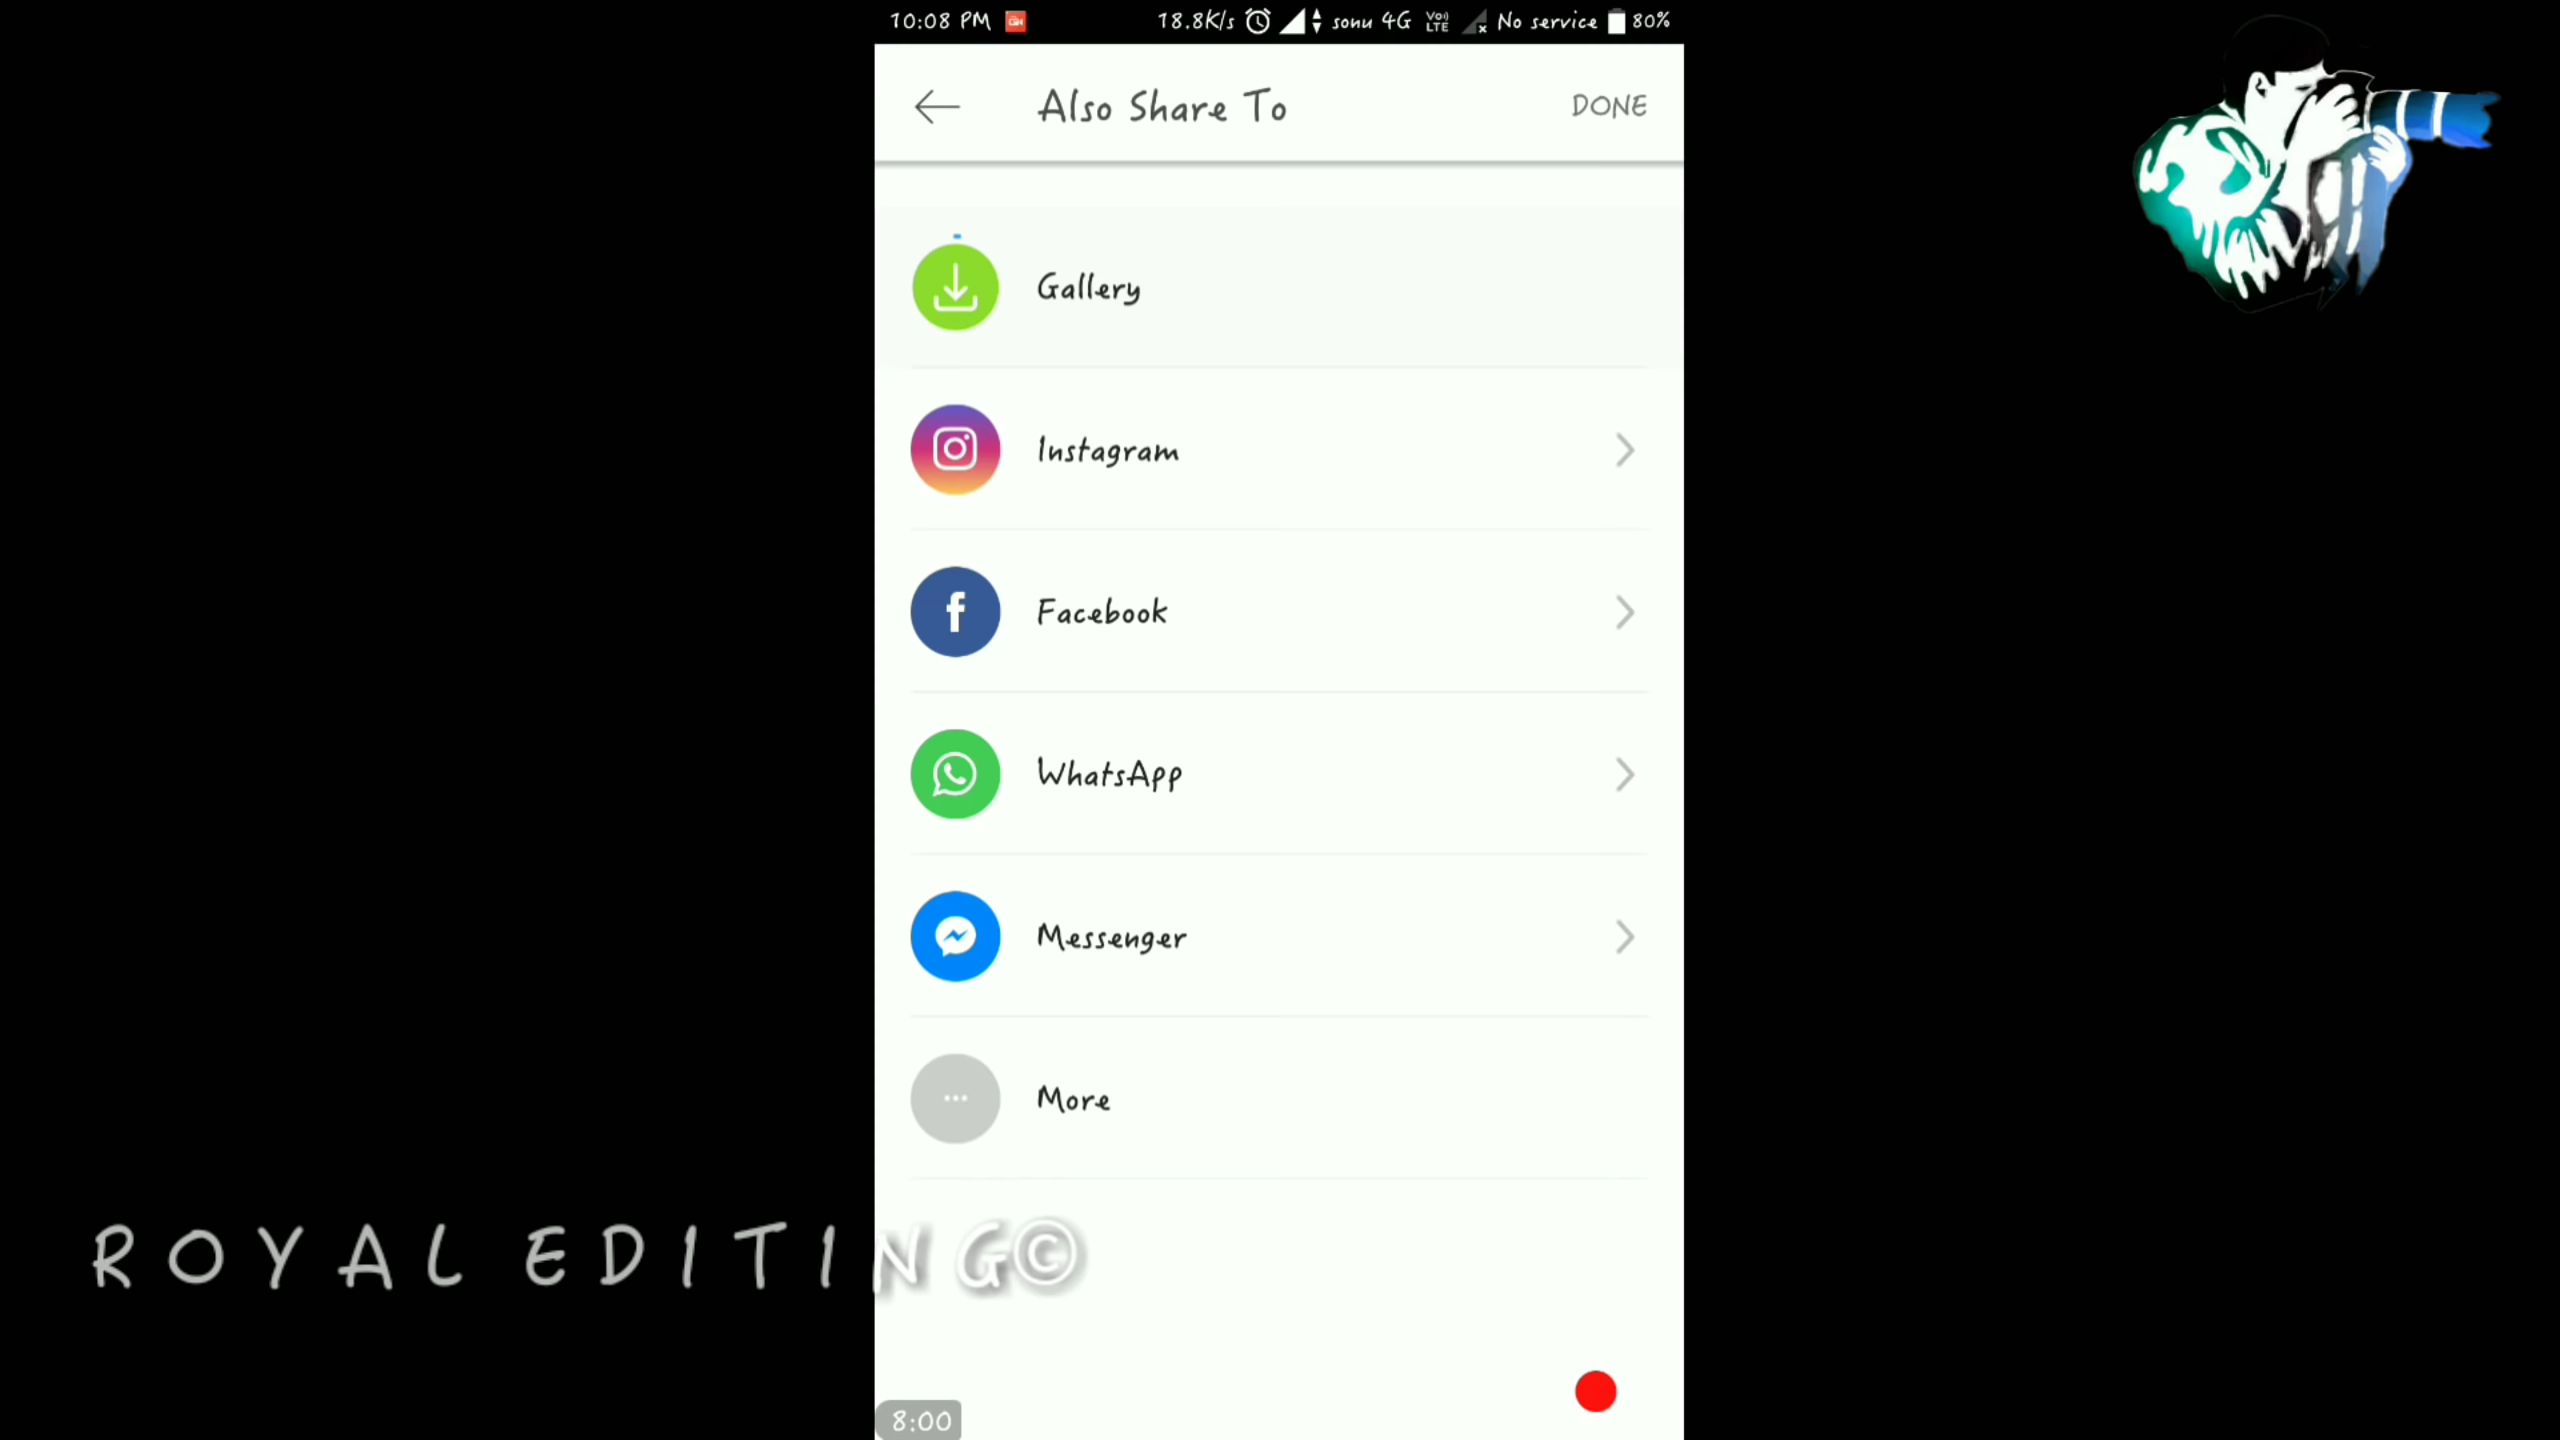 10:08 PM 18.8K/s sonu 4G VoLTE No service 80%
Also Share To DONE
Gallery
Instagram
Facebook
WhatsApp
Messenger
More
ROYAL EDITING©
8:00